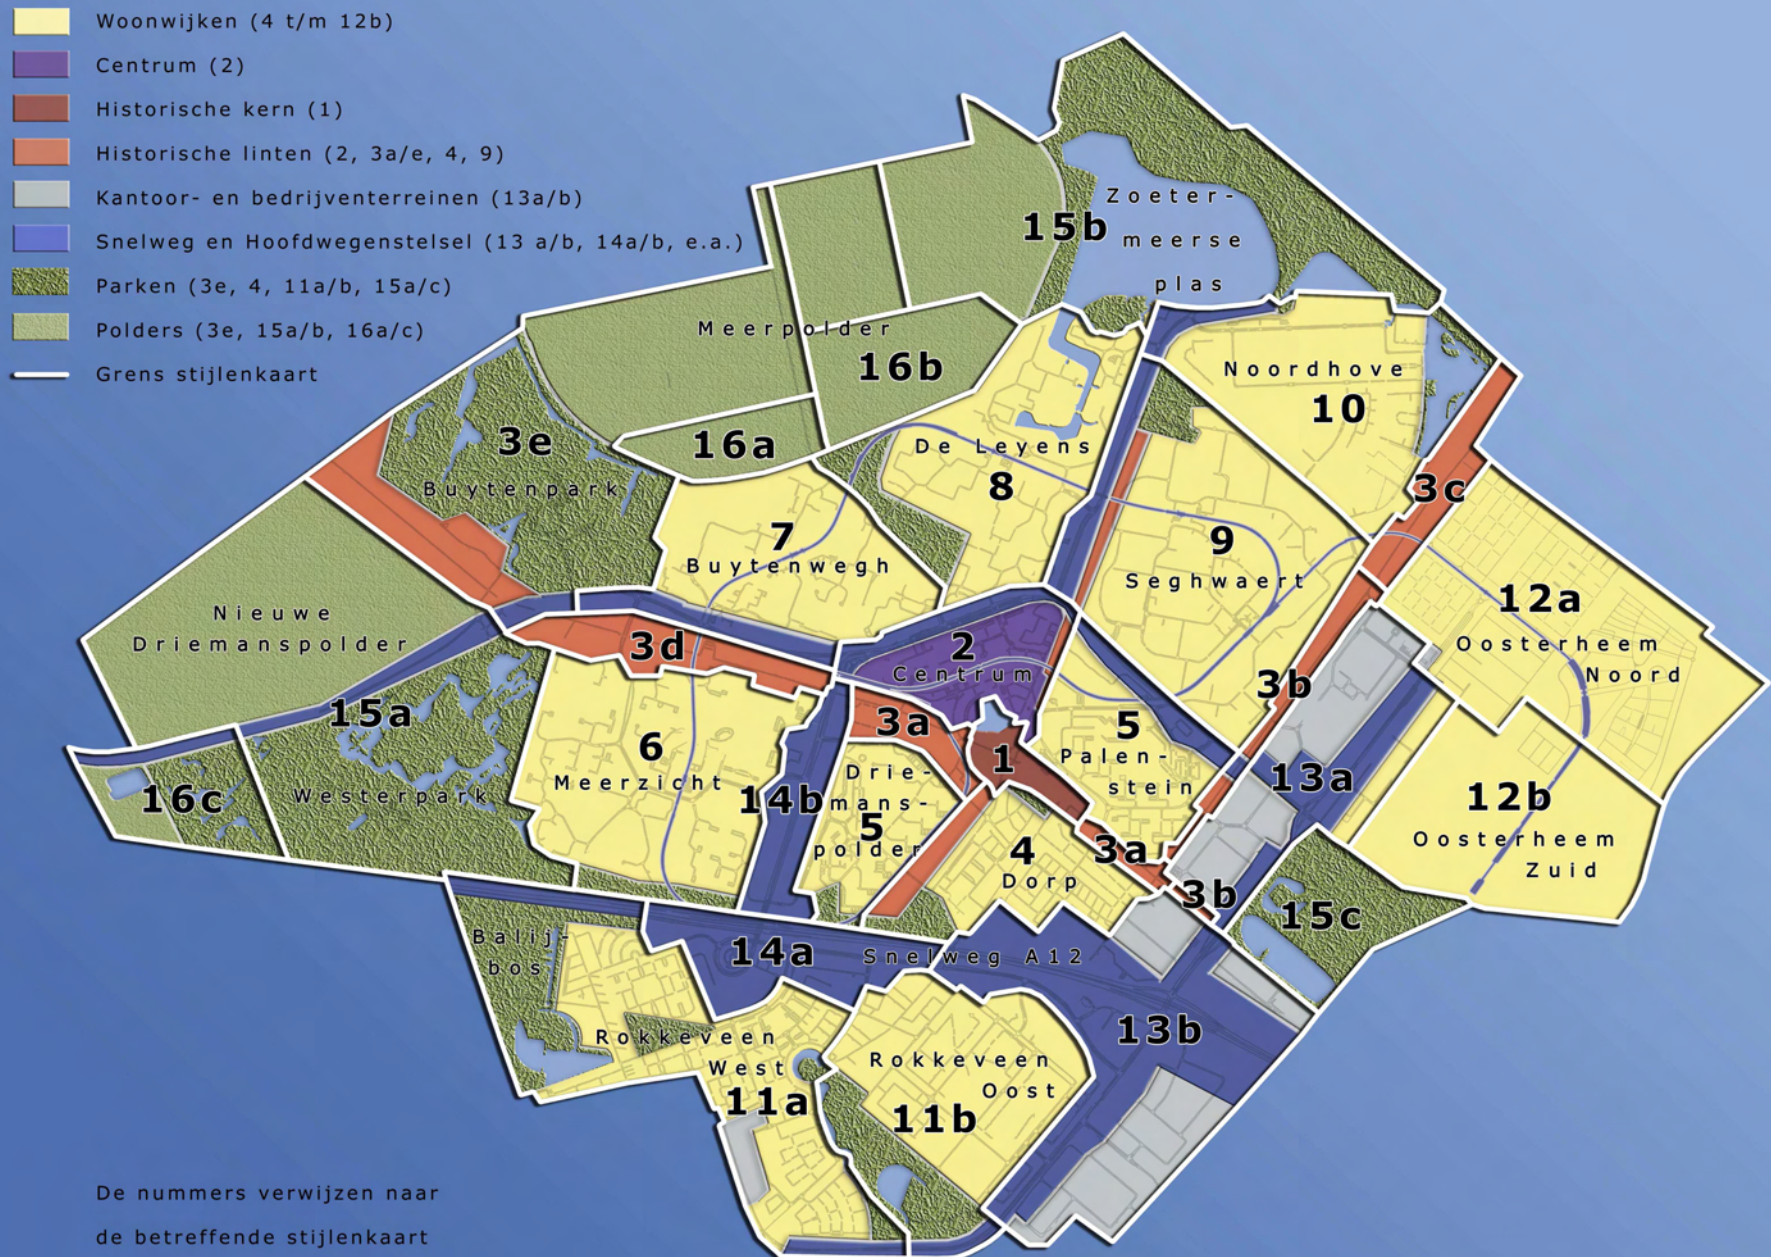 Woonwijken (4 t/m 12b)
Centrum (2)
Historische kern (1)
Historische linten (2, 3a/e, 4, 9)
Kantoor- en bedrijventerreinen (13a/b)
Snelweg en Hoofdwegenstelsel (13 a/b, 14a/b, e.a.)
Parken (3e, 4, 11a/b, 15a/c)
Polders (3e, 15a/b, 16a/c)
Grens stijlenkaart
15b
Zoeter-
meerse
plas
Meerpolder
16b
16a
3e
Buytenpark
Noordhove
10
De Leyens
8
3c
7
Buytenwegh
9
Seghwaert
12a
Oosterheem
Noord
Nieuwe
Driemanspolder
3d
2
Centrum
3b
15a
3a
5
Palen-
stein
6
Meerzicht
1
13a
16c
Westerpark
14b
Drie-
mans-
5
polder
12b
Oosterheem
Zuid
4
Dorp
3a
3b
15c
Balij-
bos
14a
Snelweg A12
13b
Rokkeveen
West
11a
Rokkeveen
Oost
11b
De nummers verwijzen naar
de betreffende stijlenkaart